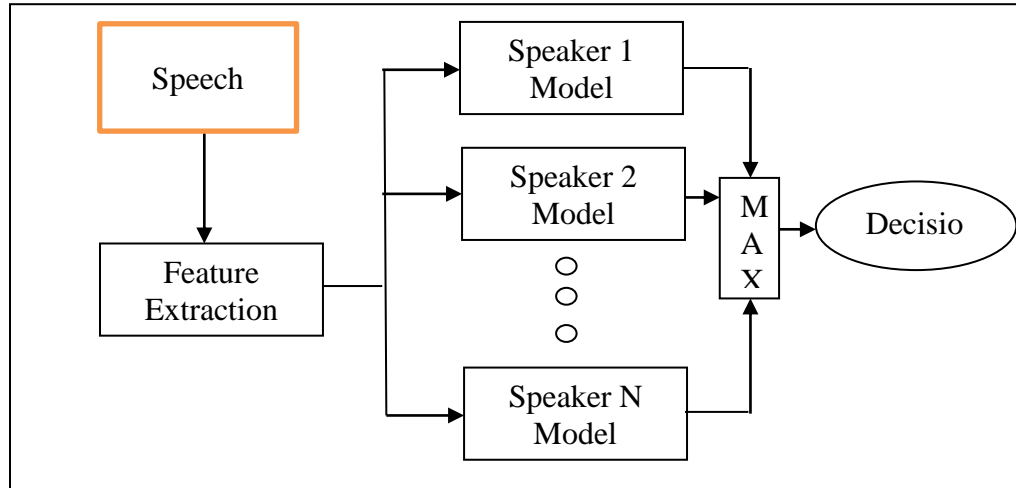 Speech
Feature
Extraction
Speaker 1
Model
Speaker 2
Model
Speaker N
Model
M
A
X
Decisio